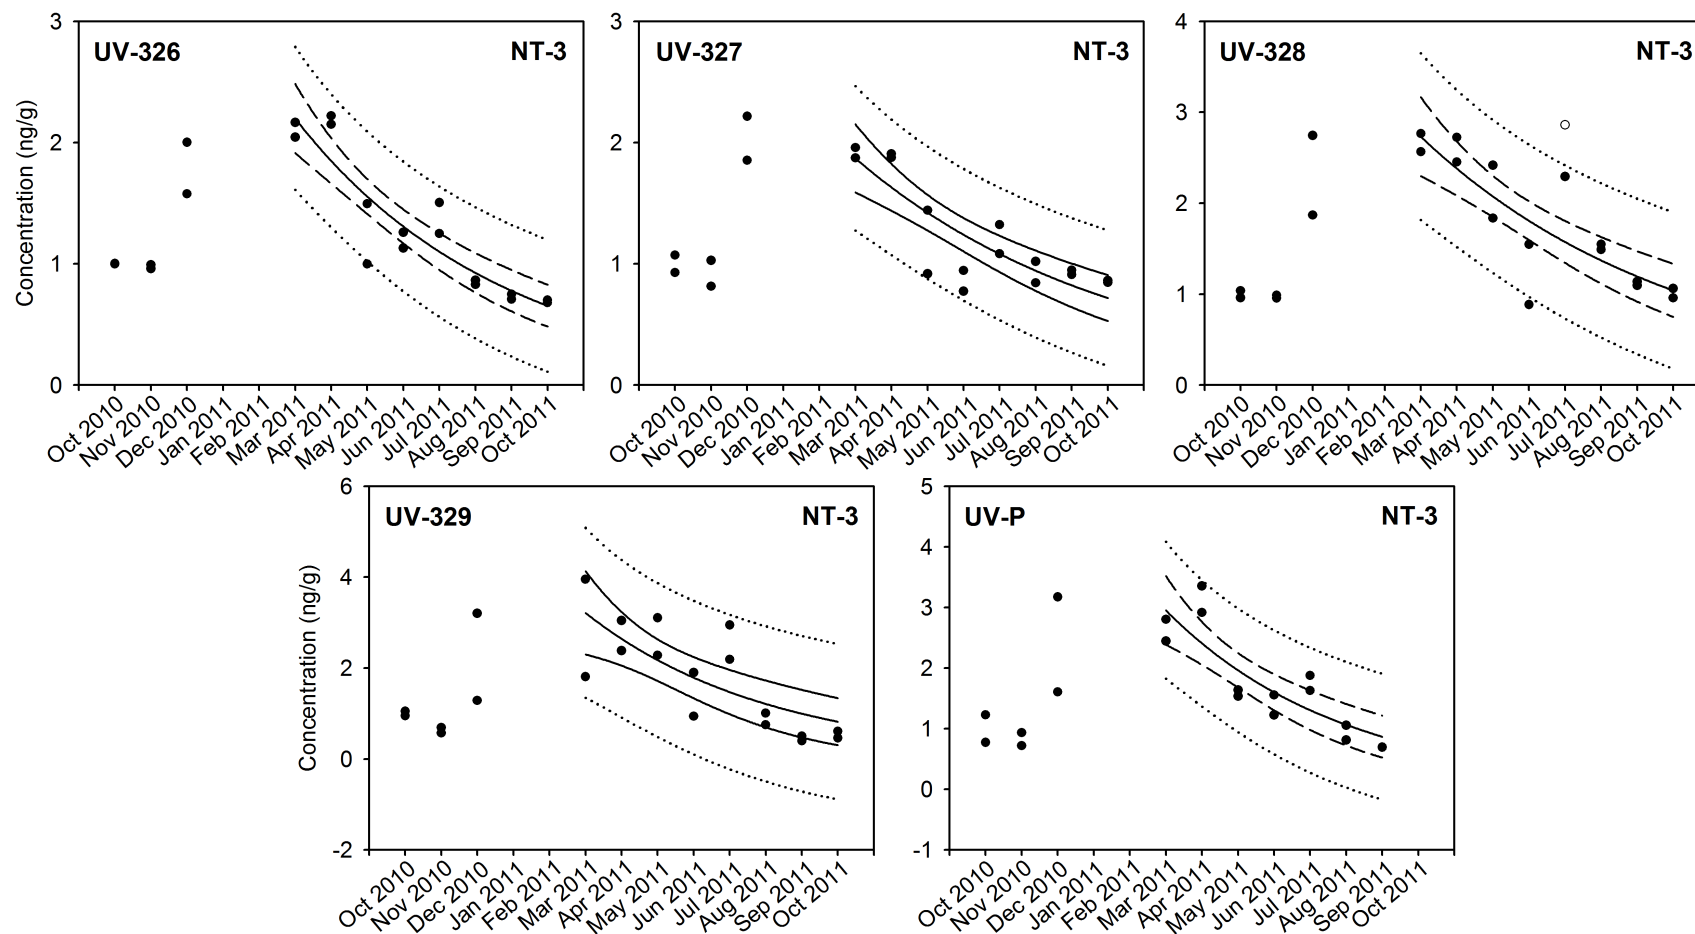 UV-326 NT-3
Concentration (ng/g)
3
2
1
0
Oct 2010
Nov 2010
Dec 2010
Jan 2011
Feb 2011
Mar 2011
Apr 2011
May 2011
Jun 2011
Jul 2011
Aug 2011
Sep 2011
Oct 2011
UV-327 NT-3
3
2
1
0
Oct 2010
Nov 2010
Dec 2010
Jan 2011
Feb 2011
Mar 2011
Apr 2011
May 2011
Jun 2011
Jul 2011
Aug 2011
Sep 2011
Oct 2011
UV-328 NT-3
4
3
2
1
0
Oct 2010
Nov 2010
Dec 2010
Jan 2011
Feb 2011
Mar 2011
Apr 2011
May 2011
Jun 2011
Jul 2011
Aug 2011
Sep 2011
Oct 2011
UV-329 NT-3
Concentration (ng/g)
6
4
2
0
-2
Oct 2010
Nov 2010
Dec 2010
Jan 2011
Feb 2011
Mar 2011
Apr 2011
May 2011
Jun 2011
Jul 2011
Aug 2011
Sep 2011
Oct 2011
UV-P NT-3
5
4
3
2
1
0
-1
Oct 2010
Nov 2010
Dec 2010
Jan 2011
Feb 2011
Mar 2011
Apr 2011
May 2011
Jun 2011
Jul 2011
Aug 2011
Sep 2011
Oct 2011